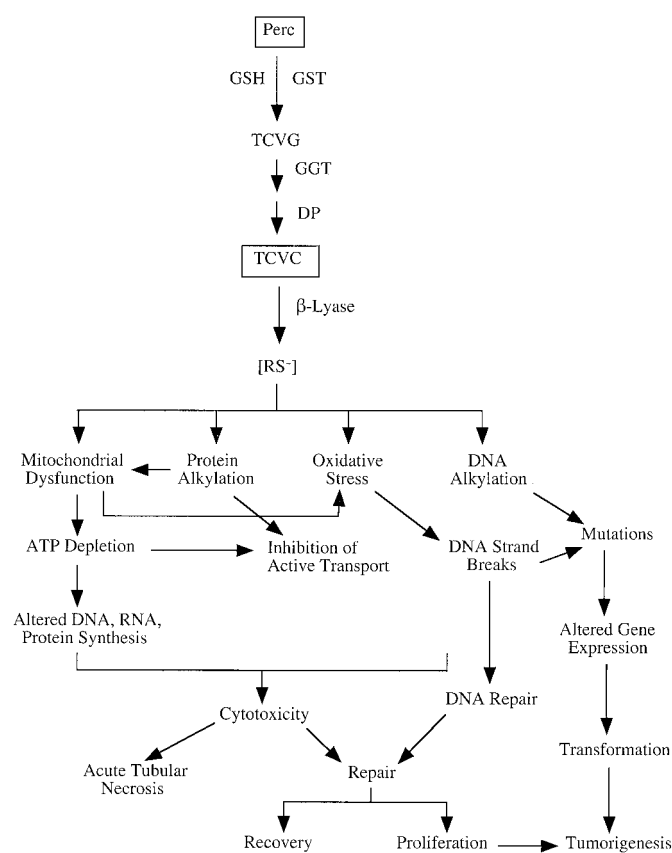 Perc
GSH GST
TCVG
GGT
DP
TCVC
β-Lyase
[RS⁻]
Mitochondrial
Dysfunction
Protein
Alkylation
Oxidative
Stress
DNA
Alkylation
ATP Depletion
Inhibition of
Active Transport
DNA Strand
Breaks
Mutations
Altered DNA, RNA,
Protein Synthesis
Altered Gene
Expression
Cytotoxicity
DNA Repair
Acute Tubular
Necrosis
Repair
Transformation
Recovery
Proliferation
Tumorigenesis